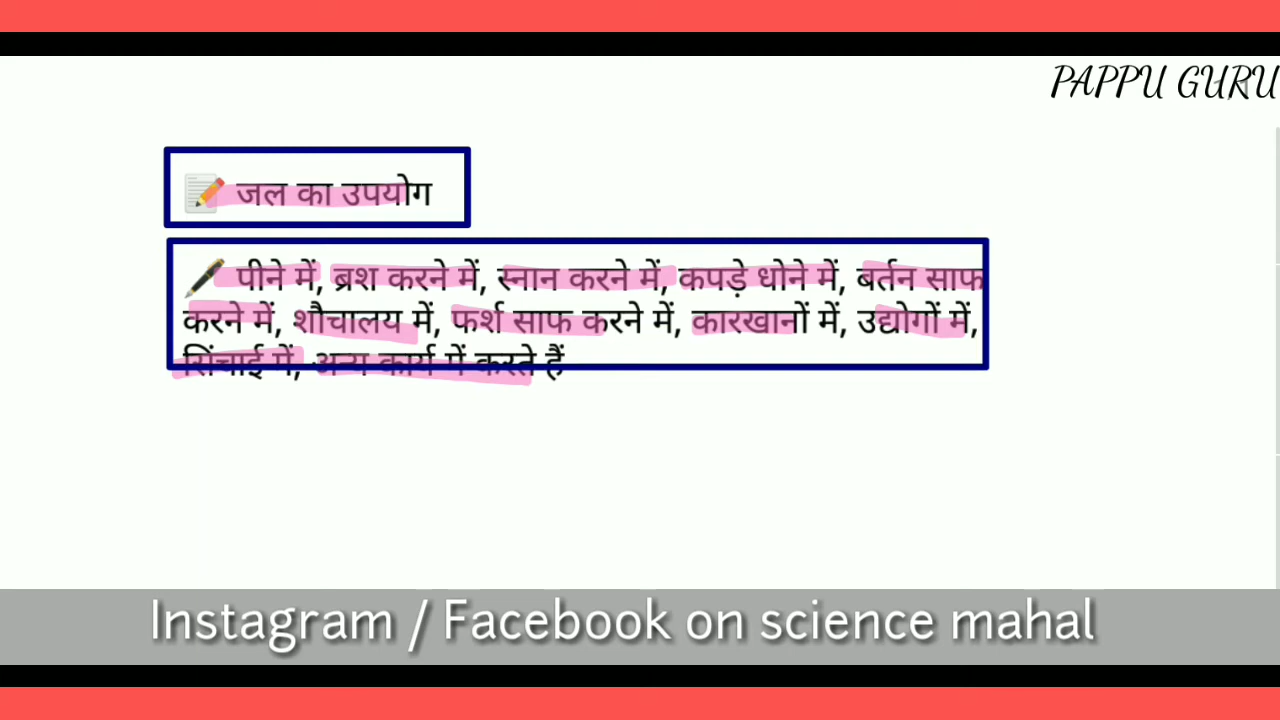 PAPPU GURU
जल का उपयोग
पीने में, ब्रश करने में, स्नान करने में, कपड़े धोने में, बर्तन साफ
करने में, शौचालय में, फर्श साफ करने में, कारखानों में, उद्योगों में,
सिंचाई में, अन्य कार्य में करते हैं
Instagram / Facebook on science mahal